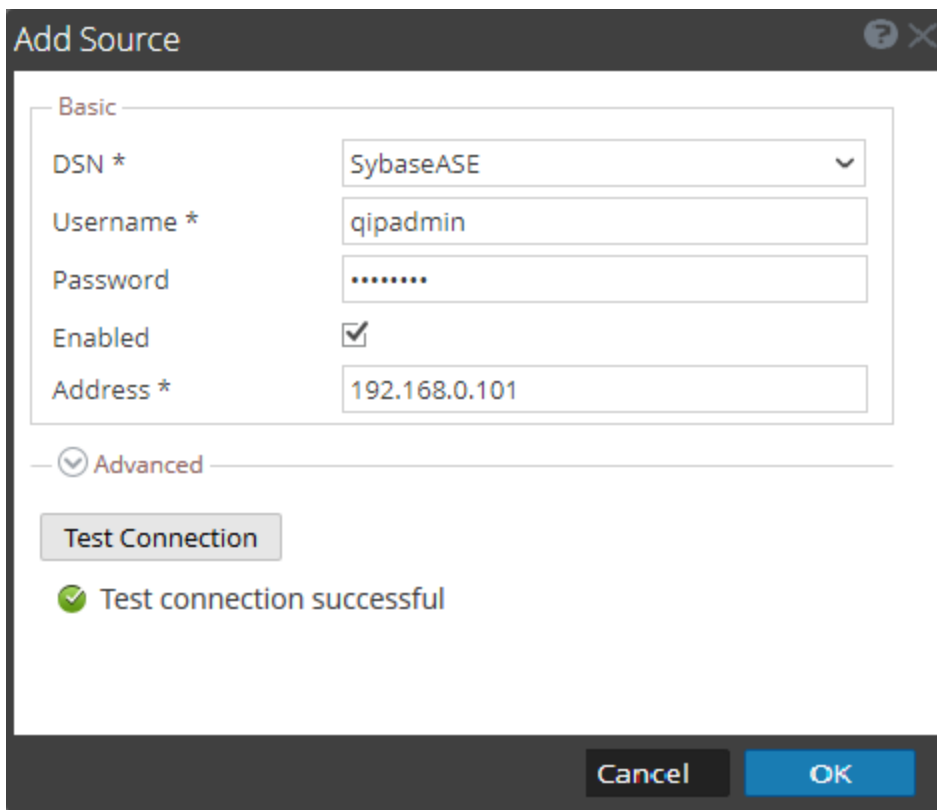 Add Source
Basic
DSN * SybaseASE
Username * qipadmin
Password ••••••••
Enabled
Address * 192.168.0.101
Advanced
Test Connection
Test connection successful
Cancel OK